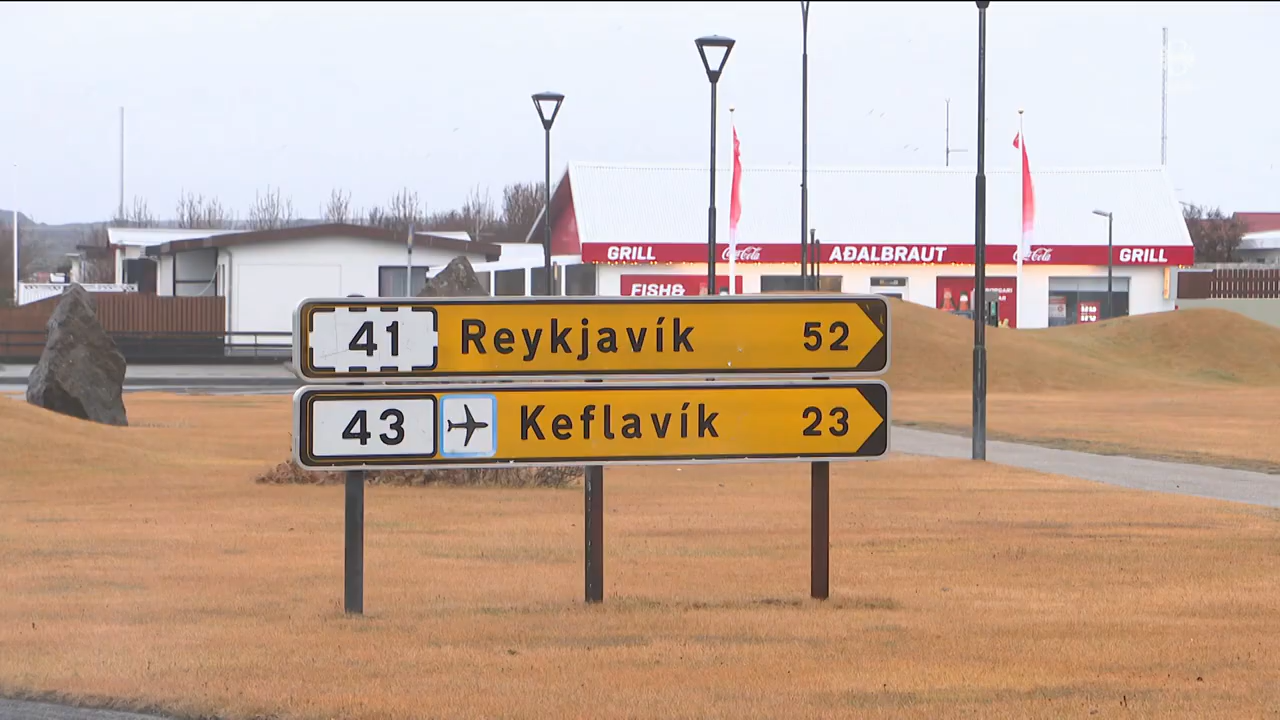 GRILL
Coca-Cola
AÐALBRAUT
Coca-Cola
GRILL
FISH&
41 Reykjavík 52
43 Keflavík 23